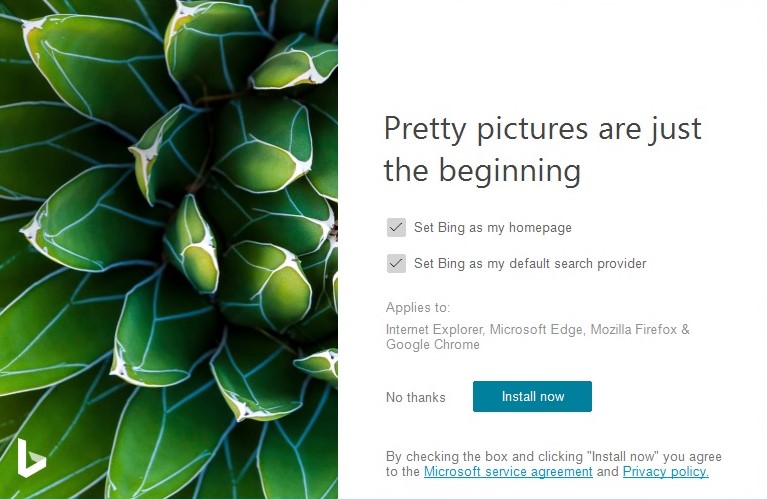 Pretty pictures are just
the beginning
Set Bing as my homepage
Set Bing as my default search provider
Applies to:
Internet Explorer, Microsoft Edge, Mozilla Firefox &
Google Chrome
No thanks
Install now
By checking the box and clicking "Install now" you agree
to the Microsoft service agreement and Privacy policy.